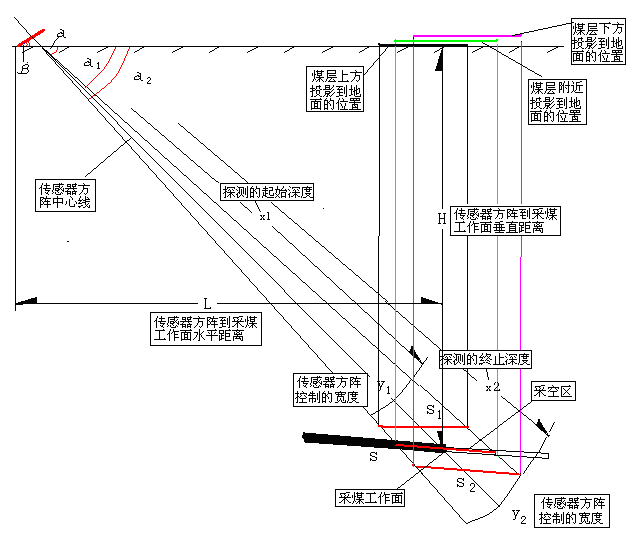 a
β
a1
a2
煤层下方
投影到地
面的位置
煤层上方
投影到地
面的位置
煤层附近
投影到地
面的位置
传感器方
阵中心线
探测的起始深度
x1
H
传感器方阵到采煤
工作面垂直距离
L
传感器方阵到采煤
工作面水平距离
探测的终止深度
x2
传感器方阵
控制的宽度
y1
采空区
S1
S
S2
采煤工作面
y2
传感器方阵
控制的宽度